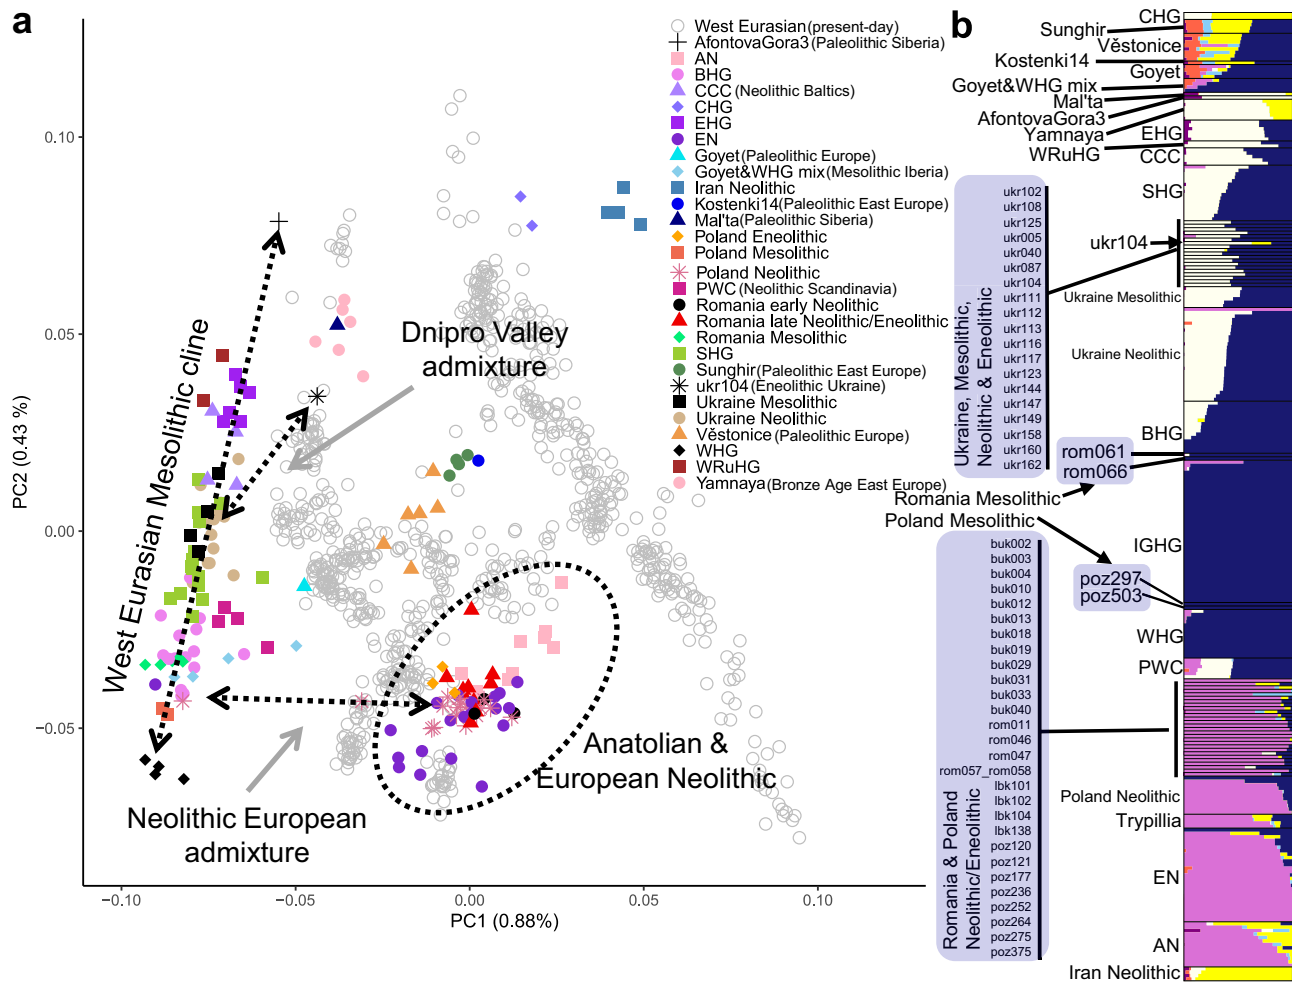 a
PC2 (0.43 %)
0.10
0.05
0.00
−0.05
−0.10
−0.05
0.00
0.05
0.10
PC1 (0.88%)
West Eurasian Mesolithic cline
Dnipro Valley
admixture
Neolithic European
admixture
Anatolian &
European Neolithic
West Eurasian (present-day)
AfontovaGora3 (Paleolithic Siberia)
AN
BHG
CCC (Neolithic Baltics)
CHG
EHG
EN
Goyet (Paleolithic Europe)
Goyet&WHG mix (Mesolithic Iberia)
Iran Neolithic
Kostenki14 (Paleolithic East Europe)
Mal'ta (Paleolithic Siberia)
Poland Eneolithic
Poland Mesolithic
Poland Neolithic
PWC (Neolithic Scandinavia)
Romania early Neolithic
Romania late Neolithic/Eneolithic
Romania Mesolithic
SHG
Sunghir (Paleolithic East Europe)
ukr104 (Eneolithic Ukraine)
Ukraine Mesolithic
Ukraine Neolithic
Věstonice (Paleolithic Europe)
WHG
WRuHG
Yamnaya (Bronze Age East Europe)
b
CHG
Sunghir
Věstonice
Kostenki14
Goyet
Goyet&WHG mix
Mal'ta
AfontovaGora3
Yamnaya
EHG
WRuHG
CCC
SHG
ukr104
Ukraine Mesolithic
Ukraine Neolithic
BHG
rom061
rom066
Romania Mesolithic
Poland Mesolithic
IGHG
poz297
poz503
WHG
PWC
Poland Neolithic
Trypillia
EN
AN
Iran Neolithic
Ukraine, Mesolithic,
Neolithic & Eneolithic
ukr102
ukr108
ukr125
ukr005
ukr040
ukr087
ukr104
ukr111
ukr112
ukr113
ukr116
ukr117
ukr123
ukr144
ukr147
ukr149
ukr158
ukr160
ukr162
Romania & Poland
Neolithic/Eneolithic
buk002
buk003
buk004
buk010
buk012
buk013
buk018
buk019
buk029
buk031
buk033
buk040
rom011
rom046
rom047
rom057_rom058
lbk101
lbk102
lbk104
lbk138
poz120
poz121
poz177
poz236
poz252
poz264
poz275
poz375